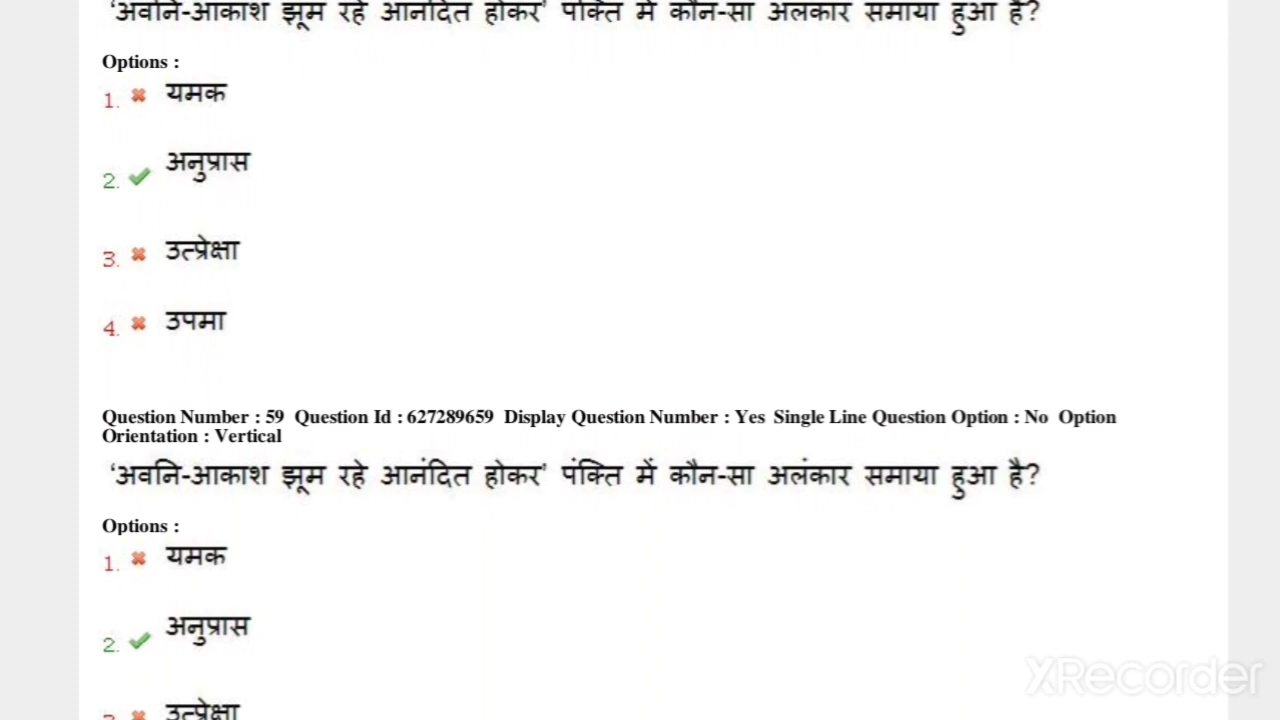 ‘अवनि-आकाश झूम रहे आनंदित होकर’ पंक्ति में कौन-सा अलंकार समाया हुआ है?
Options :
1. यमक
2. अनुप्रास
3. उत्प्रेक्षा
4. उपमा
Question Number : 59 Question Id : 627289659 Display Question Number : Yes Single Line Question Option : No Option
Orientation : Vertical
‘अवनि-आकाश झूम रहे आनंदित होकर’ पंक्ति में कौन-सा अलंकार समाया हुआ है?
Options :
1. यमक
2. अनुप्रास
3. उत्प्रेक्षा
XRecorder